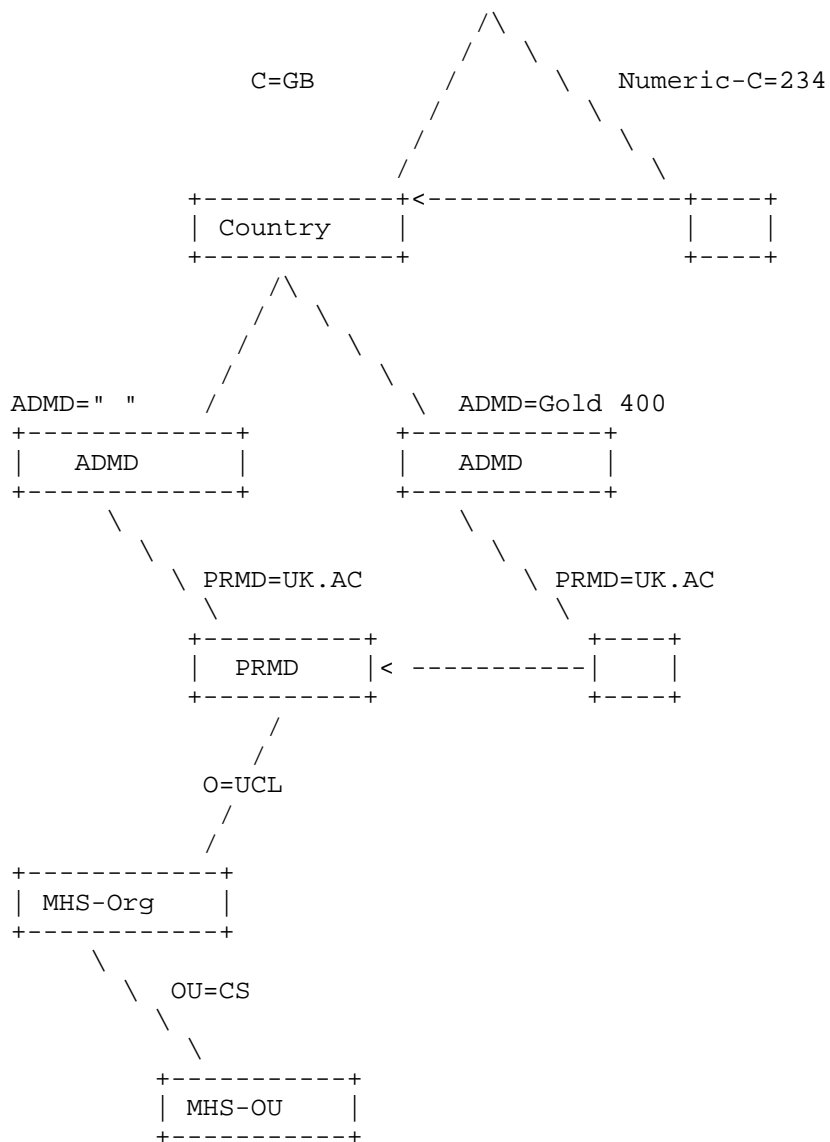 C=GB Numeric-C=234
Country
ADMD=" " ADMD=Gold 400
ADMD ADMD
PRMD=UK.AC PRMD=UK.AC
PRMD
O=UCL
MHS-Org
OU=CS
MHS-OU